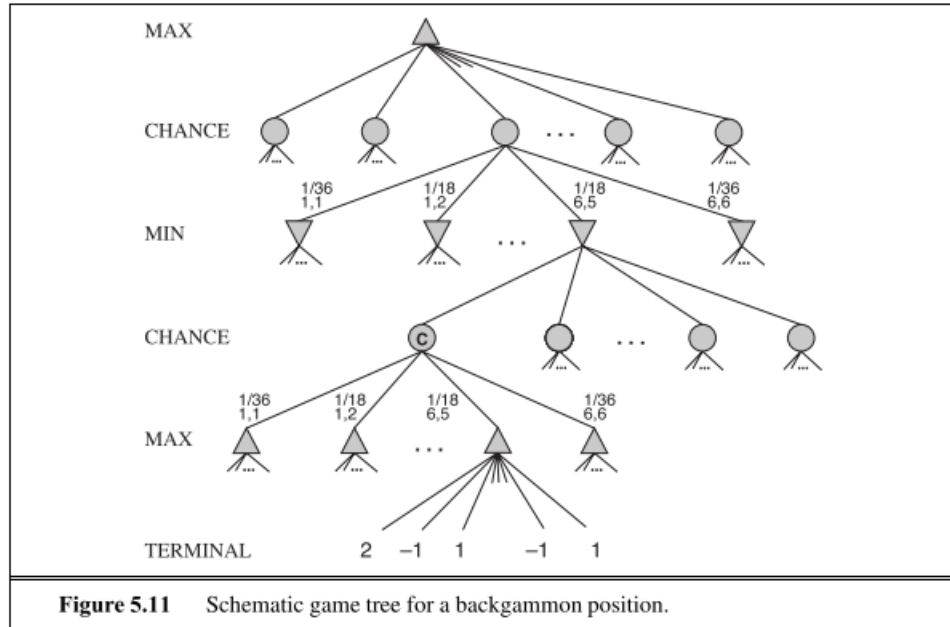 MAX
CHANCE
...
... ... ... ... ...
1/36 1/18 1/18 1/36
1,1 1,2 6,5 6,6
MIN
...
... ... ...
CHANCE
C
...
... ... ...
1/36 1/18 1/18 1/36
1,1 1,2 6,5 6,6
MAX
...
... ... ...
TERMINAL 2 –1 1 –1 1
Figure 5.11 Schematic game tree for a backgammon position.